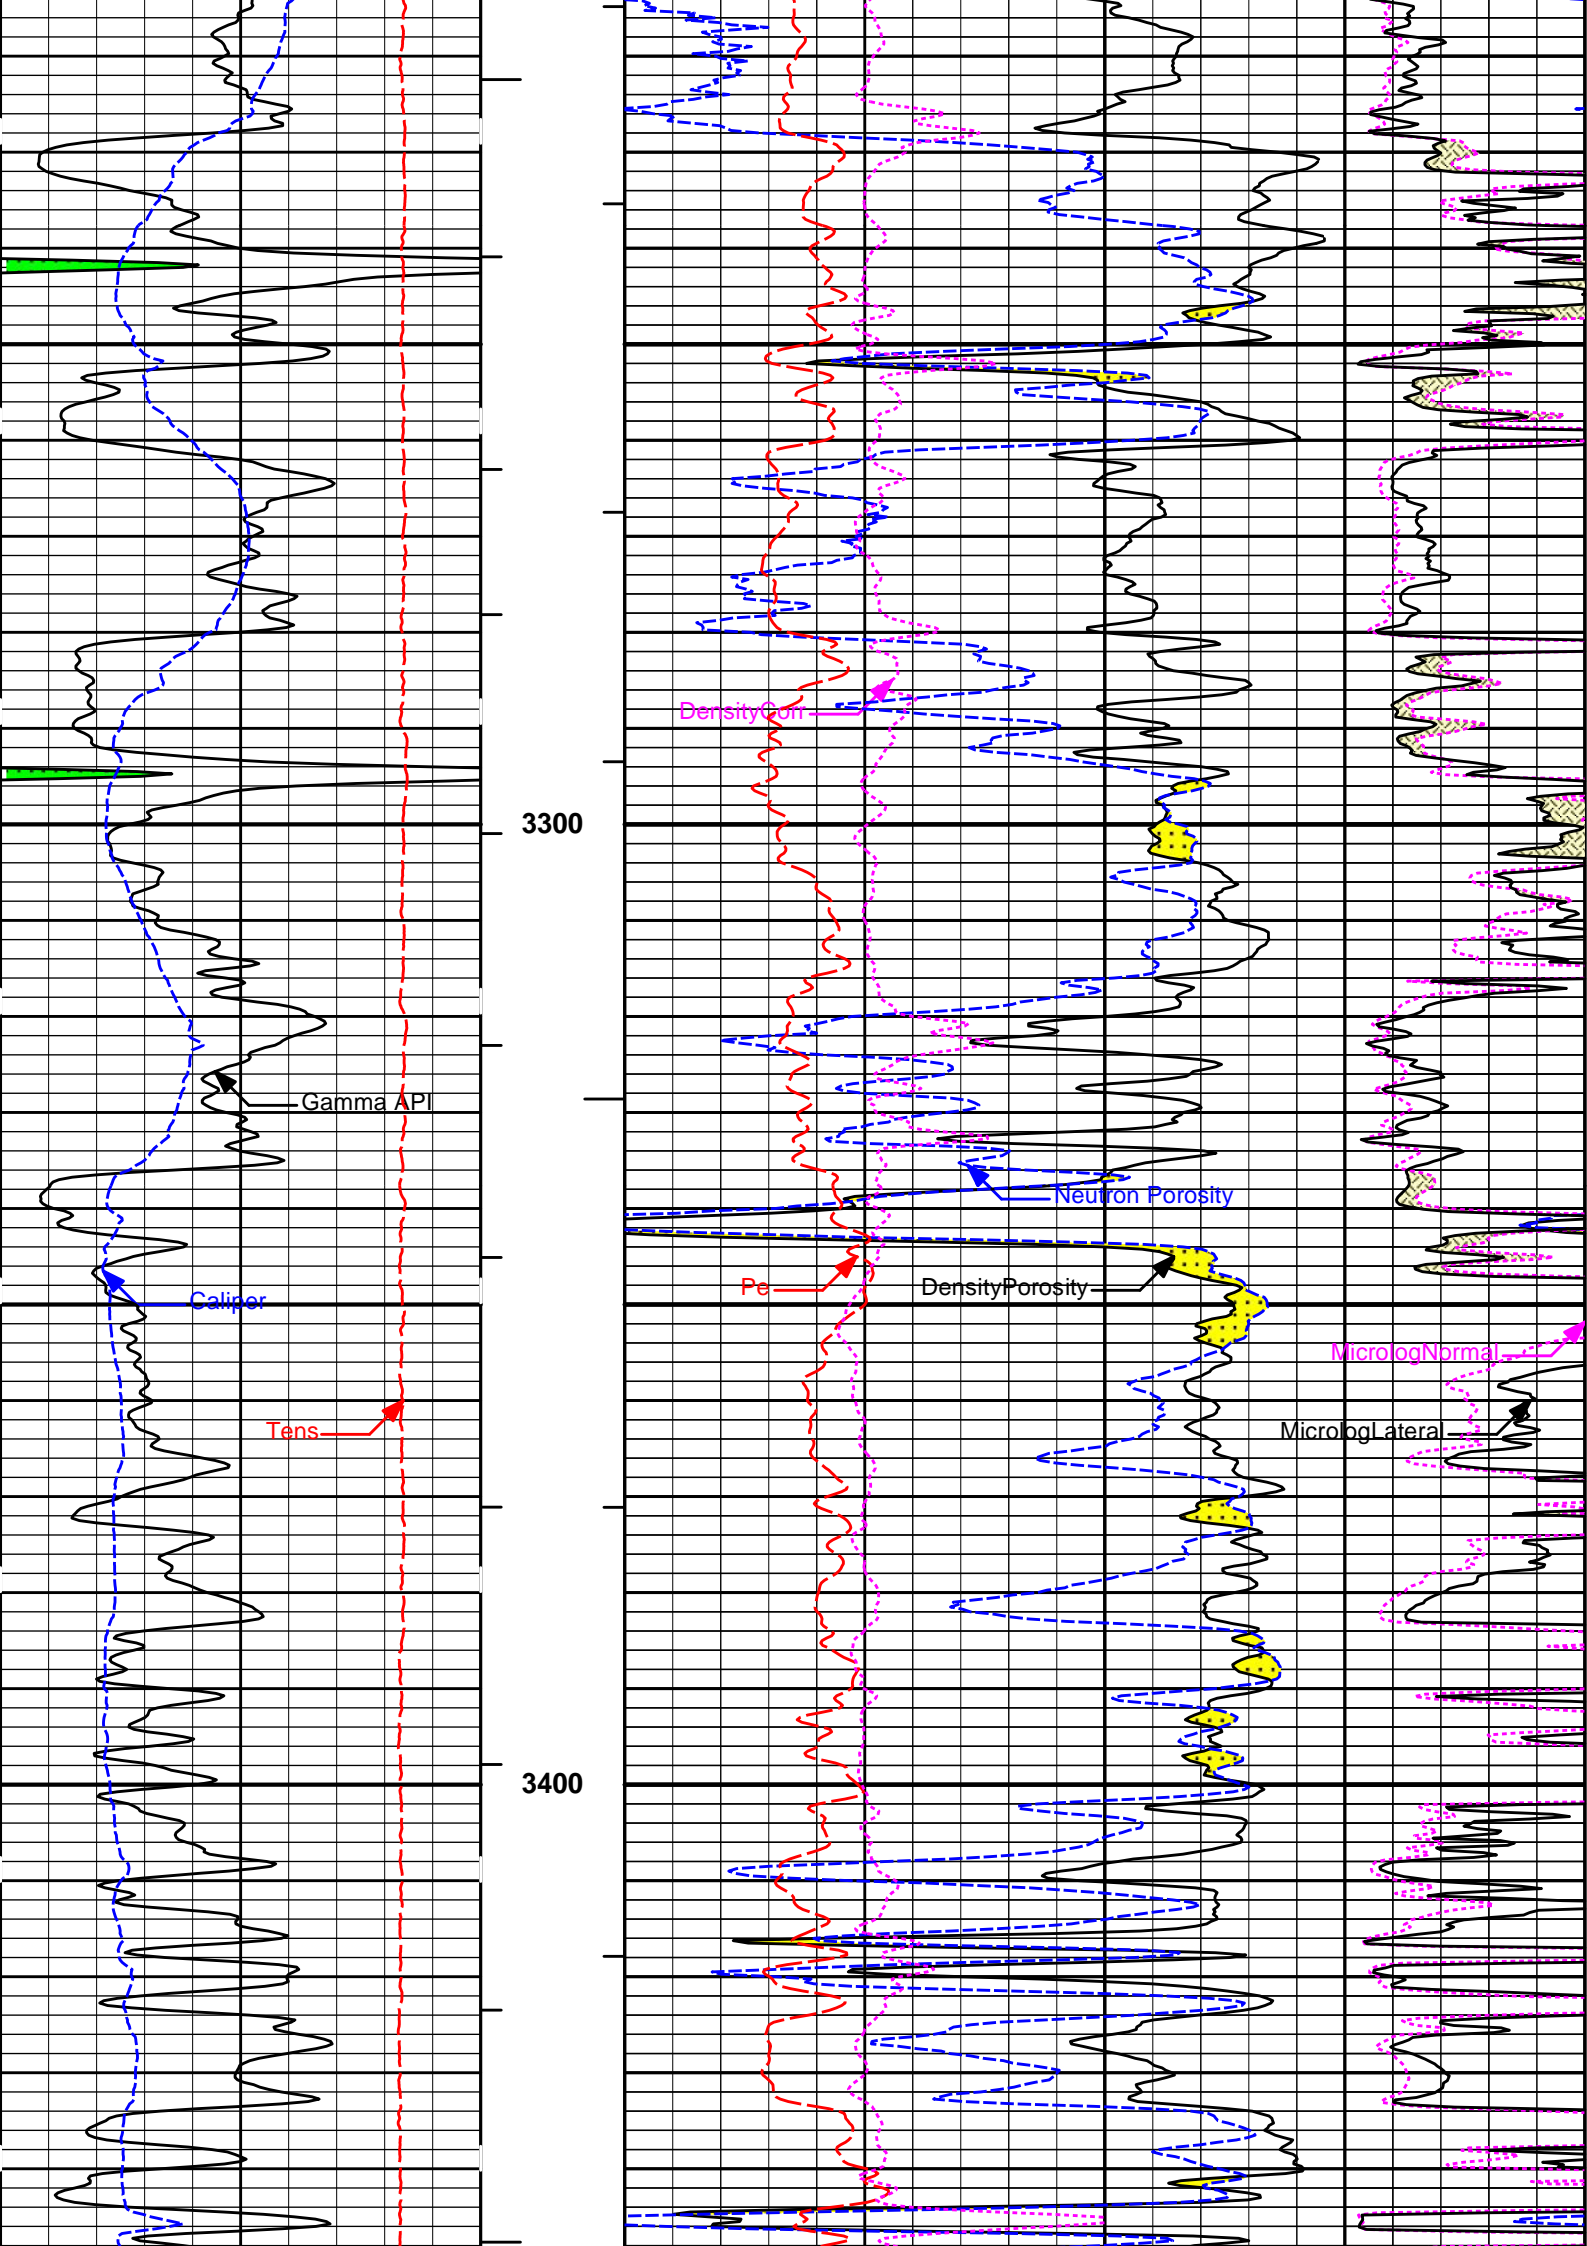 DensityCorr
3300
Gamma API
Neutron Porosity
Pe
DensityPorosity
Caliper
MicrologNormal
Tens
MicrologLateral
3400